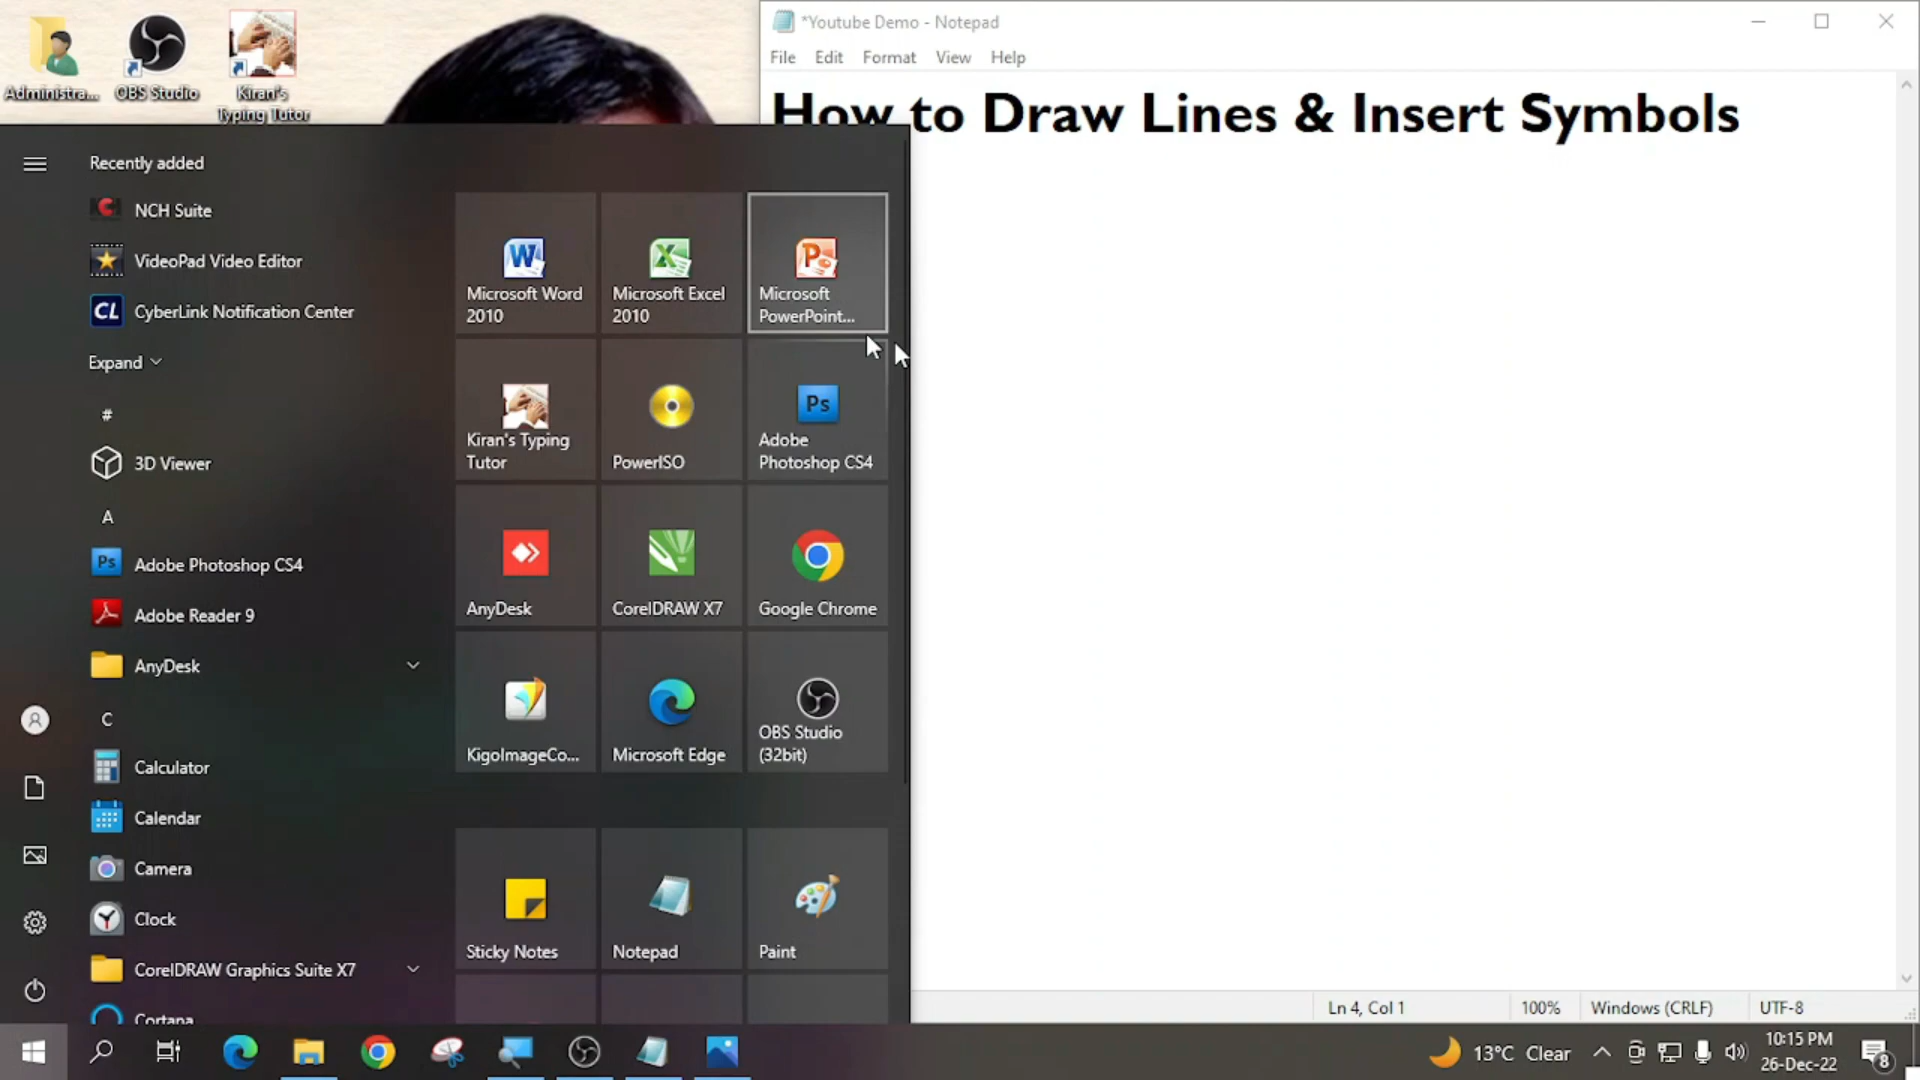 Administra...
OBS Studio
Kiran's
Typing Tutor
*Youtube Demo - Notepad
File Edit Format View Help
How to Draw Lines & Insert Symbols
Recently added
NCH Suite
VideoPad Video Editor
CL
CyberLink Notification Center
Expand
#
3D Viewer
A
Ps
Adobe Photoshop CS4
Adobe Reader 9
AnyDesk
C
Calculator
Calendar
Camera
Clock
CorelDRAW Graphics Suite X7
Cortana
W
Microsoft Word
2010
X
Microsoft Excel
2010
P
Microsoft
PowerPoint...
Kiran's Typing
Tutor
PowerISO
Ps
Adobe
Photoshop CS4
AnyDesk
CorelDRAW X7
Google Chrome
KigoImageCo...
Microsoft Edge
OBS Studio
(32bit)
Sticky Notes
Notepad
Paint
Ln 4, Col 1
100%
Windows (CRLF)
UTF-8
13°C Clear
10:15 PM
26-Dec-22
8